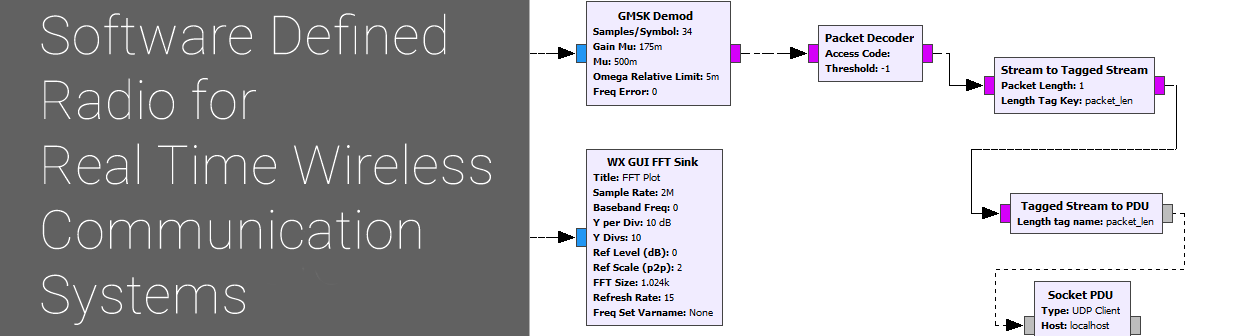 Software Defined
Radio for
Real Time Wireless
Communication
Systems
GMSK Demod
Samples/Symbol: 34
Gain Mu: 175m
Mu: 500m
Omega Relative Limit: 5m
Freq Error: 0
Packet Decoder
Access Code:
Threshold: -1
Stream to Tagged Stream
Packet Length: 1
Length Tag Key: packet_len
WX GUI FFT Sink
Title: FFT Plot
Sample Rate: 2M
Baseband Freq: 0
Y per Div: 10 dB
Y Divs: 10
Ref Level (dB): 0
Ref Scale (p2p): 2
FFT Size: 1.024k
Refresh Rate: 15
Freq Set Varname: None
Tagged Stream to PDU
Length tag name: packet_len
Socket PDU
Type: UDP Client
Host: localhost